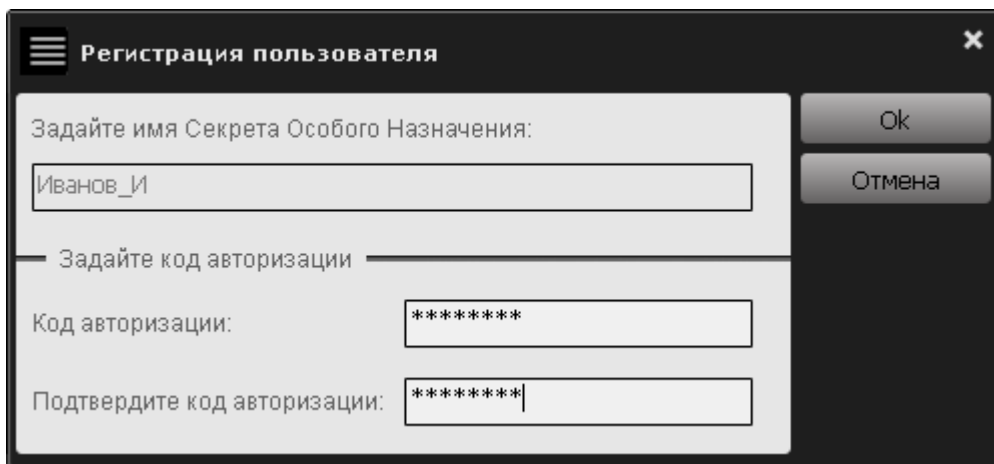 Регистрация пользователя
Задайте имя Секрета Особого Назначения:
Ok
Иванов_И
Отмена
Задайте код авторизации
Код авторизации:
********
Подтвердите код авторизации:
********